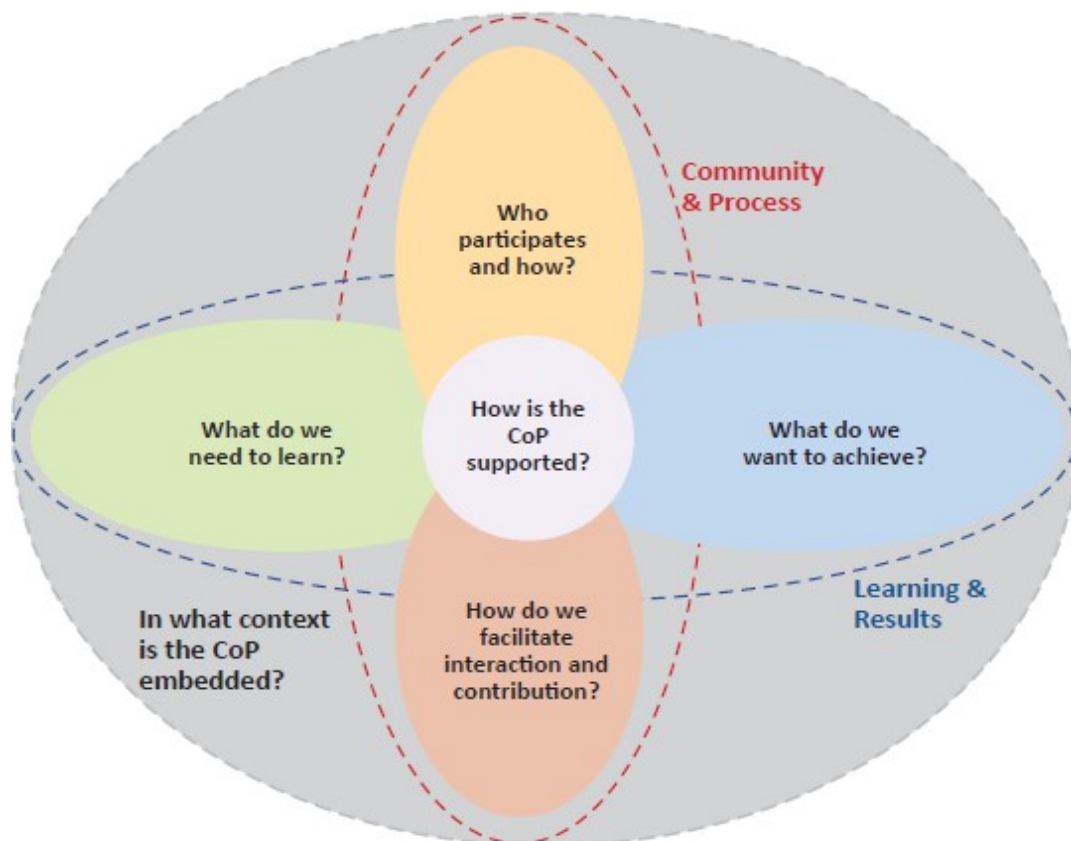 Community
& Process
Who
participates
and how?
What do we
need to learn?
How is the
CoP
supported?
What do we
want to achieve?
Learning &
Results
In what context
is the CoP
embedded?
How do we
facilitate
interaction and
contribution?